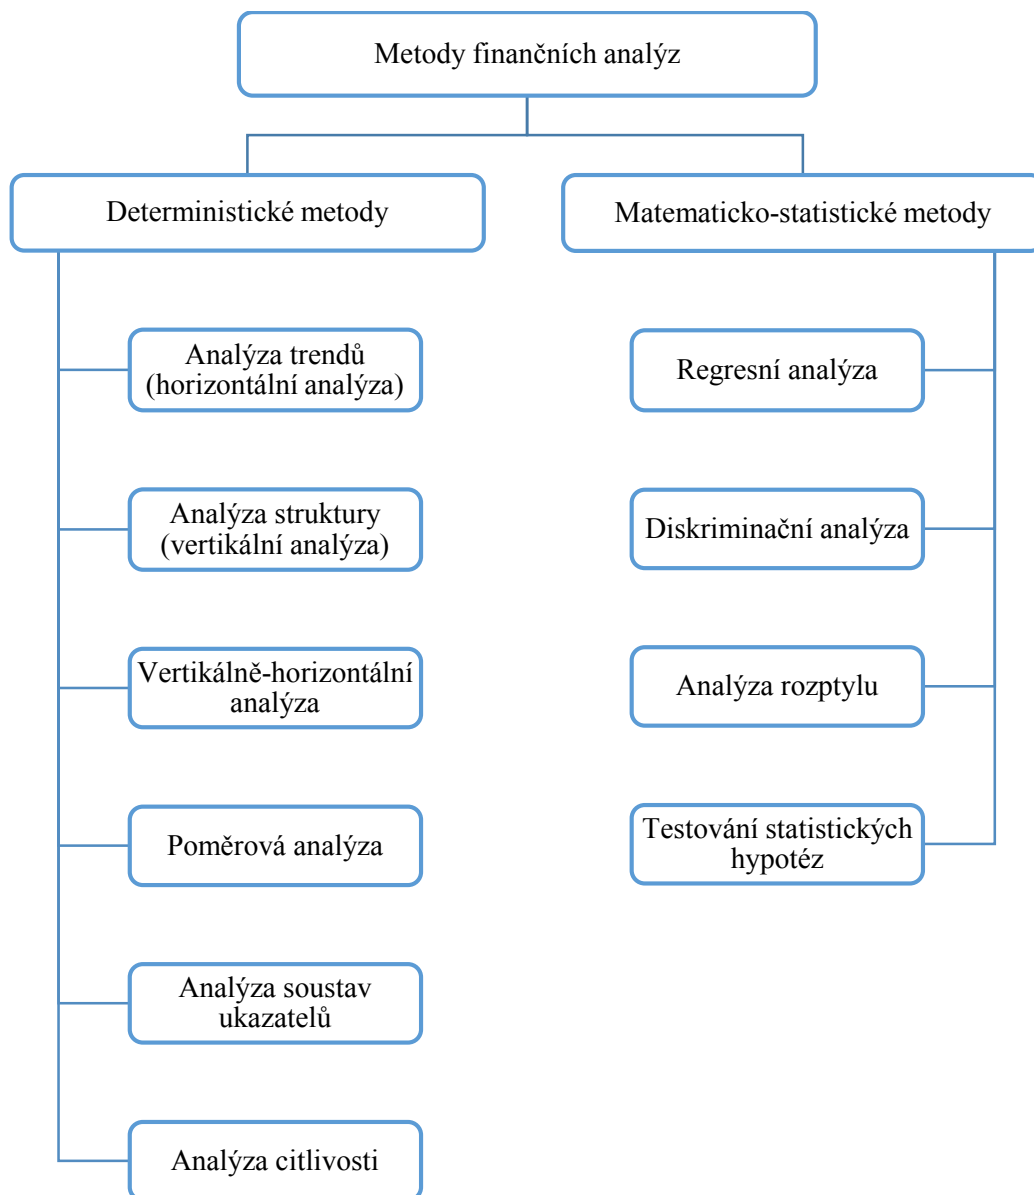 Metody finančních analýz
Deterministické metody
Analýza trendů
(horizontální analýza)
Analýza struktury
(vertikální analýza)
Vertikálně-horizontální
analýza
Poměrová analýza
Analýza soustav
ukazatelů
Analýza citlivosti
Matematicko-statistické metody
Regresní analýza
Diskriminační analýza
Analýza rozptylu
Testování statistických
hypotéz